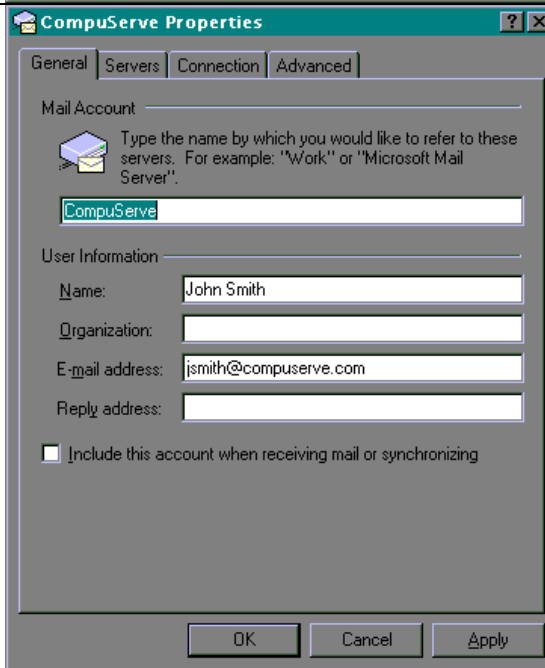 CompuServe Properties
General Servers Connection Advanced
Mail Account
Type the name by which you would like to refer to these
servers. For example: "Work" or "Microsoft Mail
Server".
CompuServe
User Information
Name: John Smith
Organization:
E-mail address: jsmith@compuserve.com
Reply address:
Include this account when receiving mail or synchronizing
OK Cancel Apply